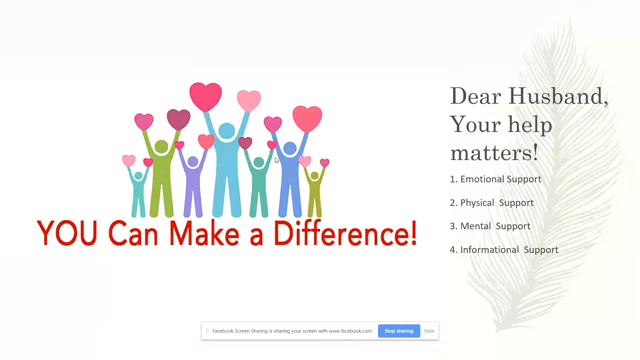 Dear Husband,
Your help
matters!
1. Emotional Support
2. Physical Support
3. Mental Support
4. Informational Support
YOU Can Make a Difference!
Facebook Screen Sharing is sharing your screen with www.facebook.com.
Stop sharing
Hide